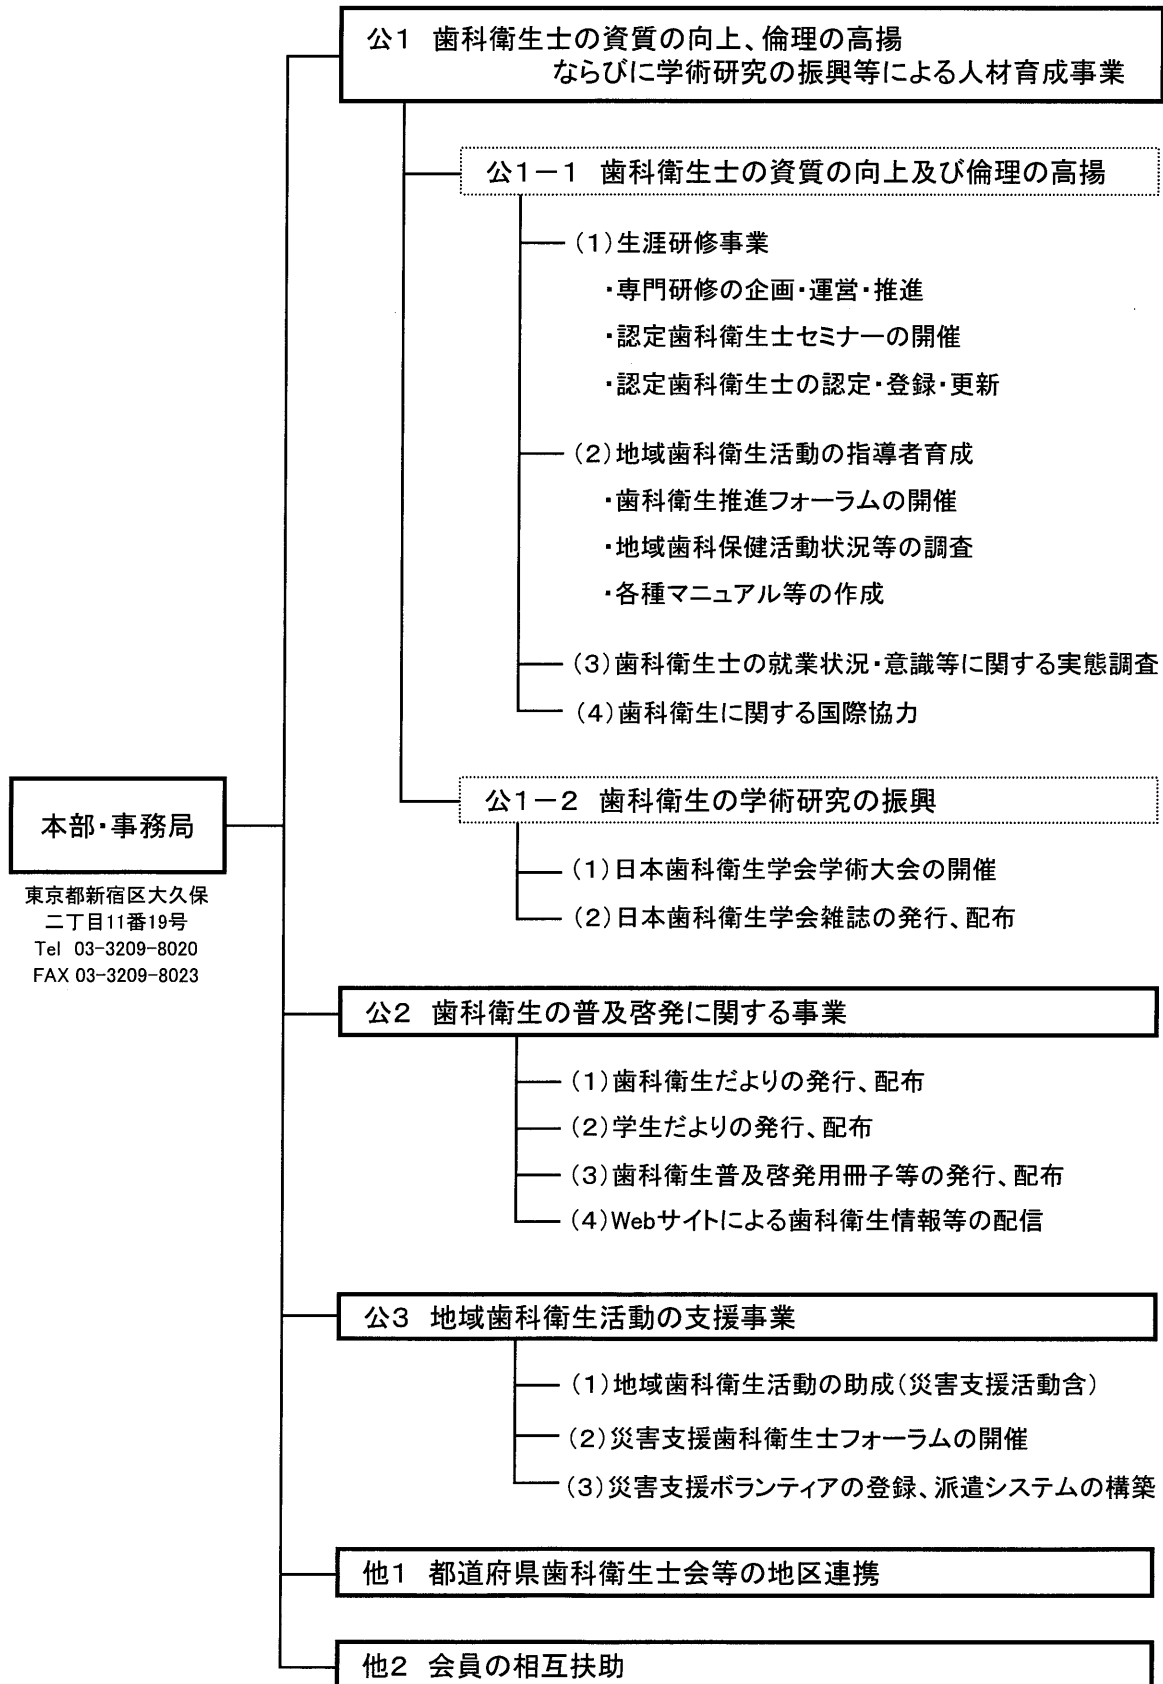 公1 歯科衛生士の資質の向上、倫理の高揚
ならびに学術研究の振興等による人材育成事業
公1－1 歯科衛生士の資質の向上及び倫理の高揚
(1)生涯研修事業
・専門研修の企画・運営・推進
・認定歯科衛生士セミナーの開催
・認定歯科衛生士の認定・登録・更新
(2)地域歯科衛生活動の指導者育成
・歯科衛生推進フォーラムの開催
・地域歯科保健活動状況等の調査
・各種マニュアル等の作成
(3)歯科衛生士の就業状況・意識等に関する実態調査
(4)歯科衛生に関する国際協力
公1－2 歯科衛生の学術研究の振興
(1)日本歯科衛生学会学術大会の開催
(2)日本歯科衛生学会雑誌の発行、配布
本部・事務局
東京都新宿区大久保
二丁目11番19号
Tel 03-3209-8020
FAX 03-3209-8023
公2 歯科衛生の普及啓発に関する事業
(1)歯科衛生だよりの発行、配布
(2)学生だよりの発行、配布
(3)歯科衛生普及啓発用冊子等の発行、配布
(4)Webサイトによる歯科衛生情報等の配信
公3 地域歯科衛生活動の支援事業
(1)地域歯科衛生活動の助成(災害支援活動含)
(2)災害支援歯科衛生士フォーラムの開催
(3)災害支援ボランティアの登録、派遣システムの構築
他1 都道府県歯科衛生士会等の地区連携
他2 会員の相互扶助